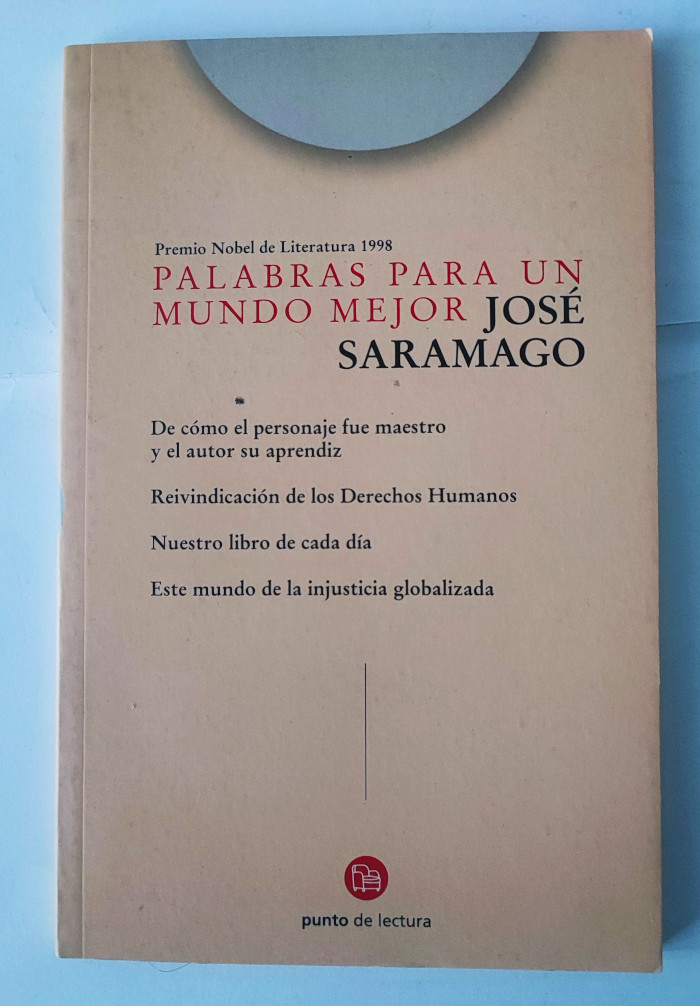 Premio Nobel de Literatura 1998
PALABRAS PARA UN
MUNDO MEJOR JOSÉ
SARAMAGO
De cómo el personaje fue maestro
y el autor su aprendiz
Reivindicación de los Derechos Humanos
Nuestro libro de cada día
Este mundo de la injusticia globalizada
punto de lectura